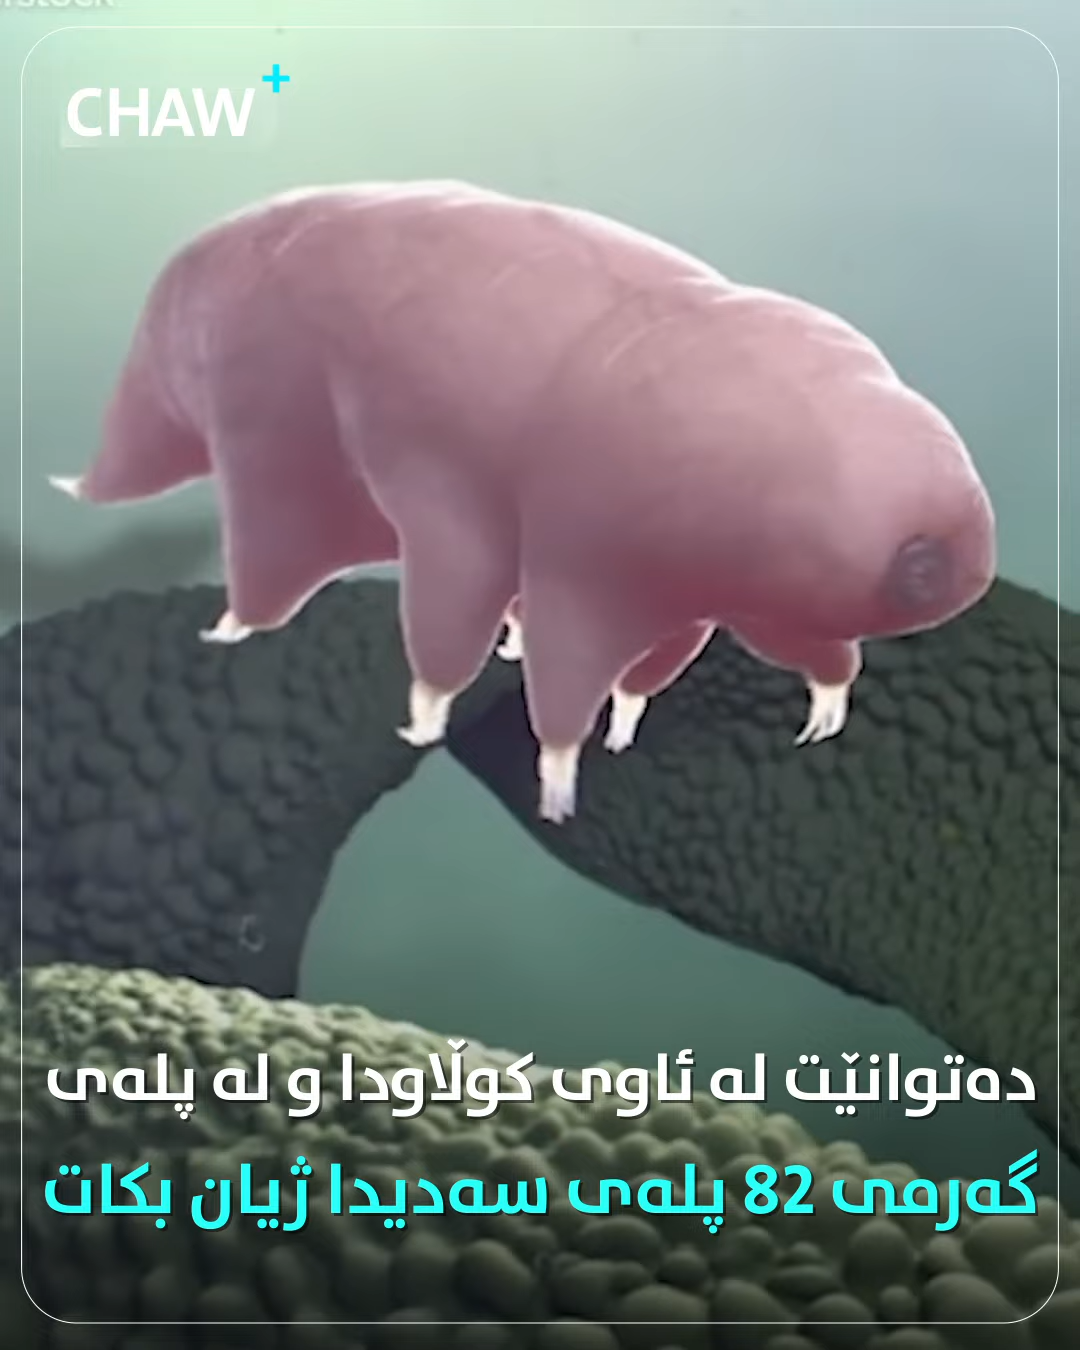 CHAW+
دەتوانێت لە ئاوی کوڵاودا و لە پلەی
گەرمی 82 پلەی سەدیدا ژیان بکات